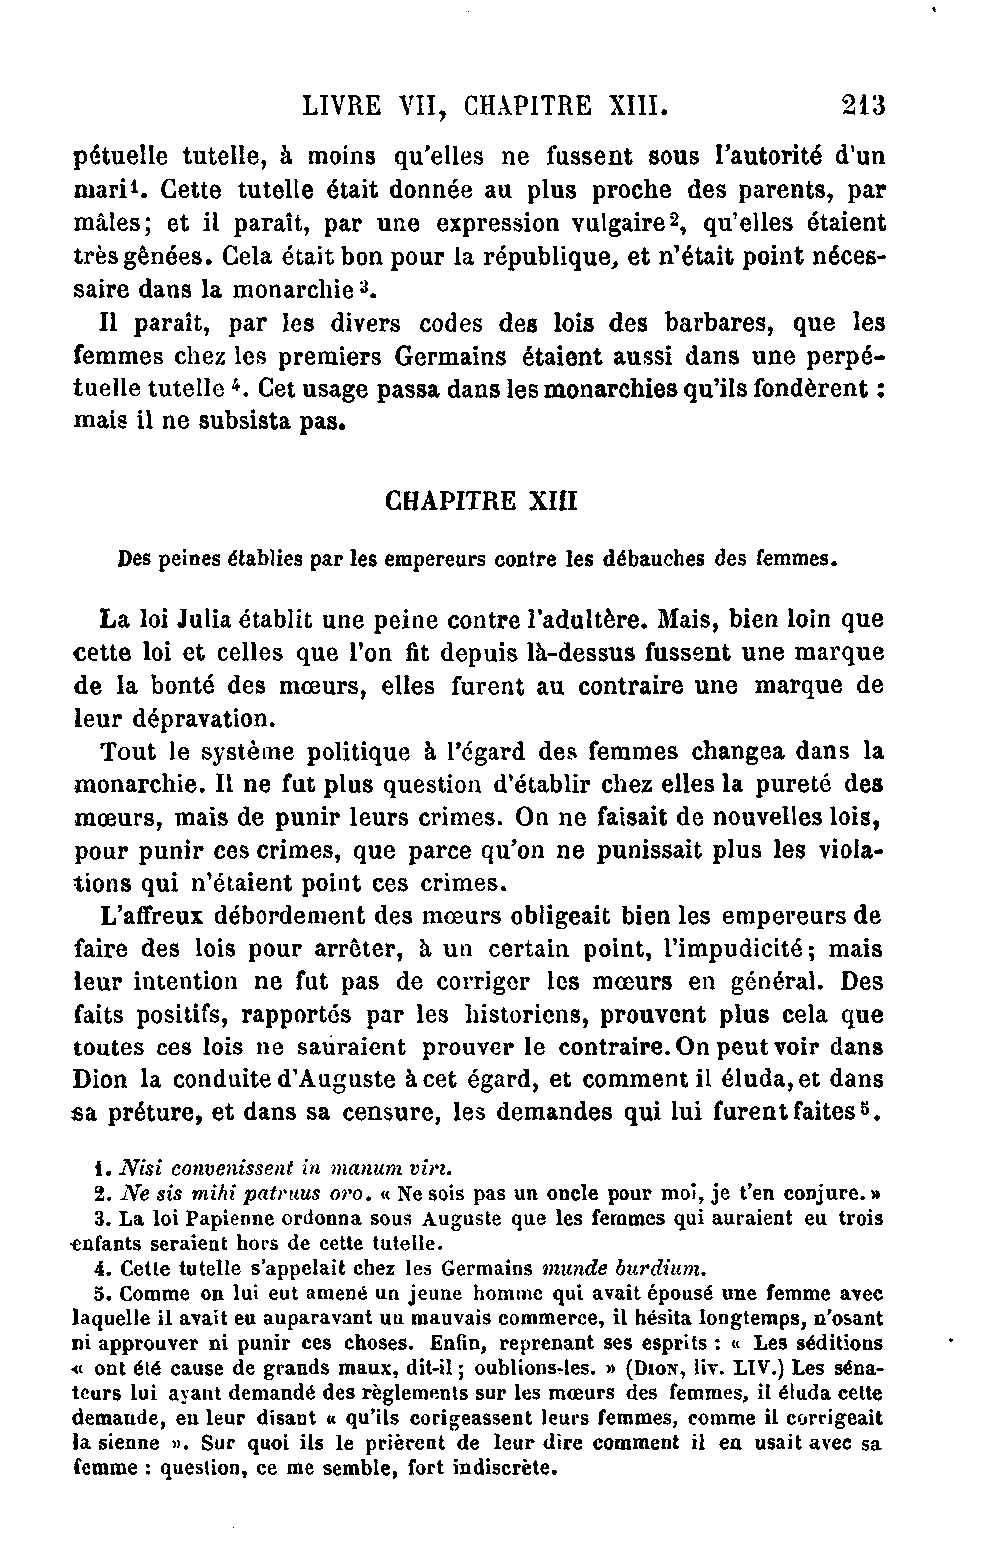 LIVRE VII, CHAPITRE XIII. 213
pétuelle tutelle, à moins qu'elles ne fussent sous l'autorité d'un
mari¹. Cette tutelle était donnée au plus proche des parents, par
mâles; et il paraît, par une expression vulgaire², qu'elles étaient
très gênées. Cela était bon pour la république, et n'était point néces-
saire dans la monarchie³.
Il paraît, par les divers codes des lois des barbares, que les
femmes chez les premiers Germains étaient aussi dans une perpé-
tuelle tutelle⁴. Cet usage passa dans les monarchies qu'ils fondèrent :
mais il ne subsista pas.
CHAPITRE XIII
Des peines établies par les empereurs contre les débauches des femmes.
La loi Julia établit une peine contre l'adultère. Mais, bien loin que
cette loi et celles que l'on fit depuis là-dessus fussent une marque
de la bonté des mœurs, elles furent au contraire une marque de
leur dépravation.
Tout le système politique à l'égard des femmes changea dans la
monarchie. Il ne fut plus question d'établir chez elles la pureté des
mœurs, mais de punir leurs crimes. On ne faisait de nouvelles lois,
pour punir ces crimes, que parce qu'on ne punissait plus les viola-
tions qui n'étaient point ces crimes.
L'affreux débordement des mœurs obligeait bien les empereurs de
faire des lois pour arrêter, à un certain point, l'impudicité; mais
leur intention ne fut pas de corriger les mœurs en général. Des
faits positifs, rapportés par les historiens, prouvent plus cela que
toutes ces lois ne sauraient prouver le contraire. On peut voir dans
Dion la conduite d'Auguste à cet égard, et comment il éluda, et dans
sa préture, et dans sa censure, les demandes qui lui furent faites⁵.
1. Nisi convenissent in manum viri.
2. Ne sis mihi patruus oro. « Ne sois pas un oncle pour moi, je t'en conjure. »
3. La loi Papienne ordonna sous Auguste que les femmes qui auraient eu trois
enfants seraient hors de cette tutelle.
4. Cette tutelle s'appelait chez les Germains munde burdium.
5. Comme on lui eut amené un jeune homme qui avait épousé une femme avec
laquelle il avait eu auparavant un mauvais commerce, il hésita longtemps, n'osant
ni approuver ni punir ces choses. Enfin, reprenant ses esprits : « Les séditions
« ont été cause de grands maux, dit-il; oublions-les. » (DION, liv. LIV.) Les séna-
teurs lui ayant demandé des règlements sur les mœurs des femmes, il éluda cette
demande, en leur disant « qu'ils corigeassent leurs femmes, comme il corrigeait
la sienne ». Sur quoi ils le prièrent de leur dire comment il en usait avec sa
femme : question, ce me semble, fort indiscrète.